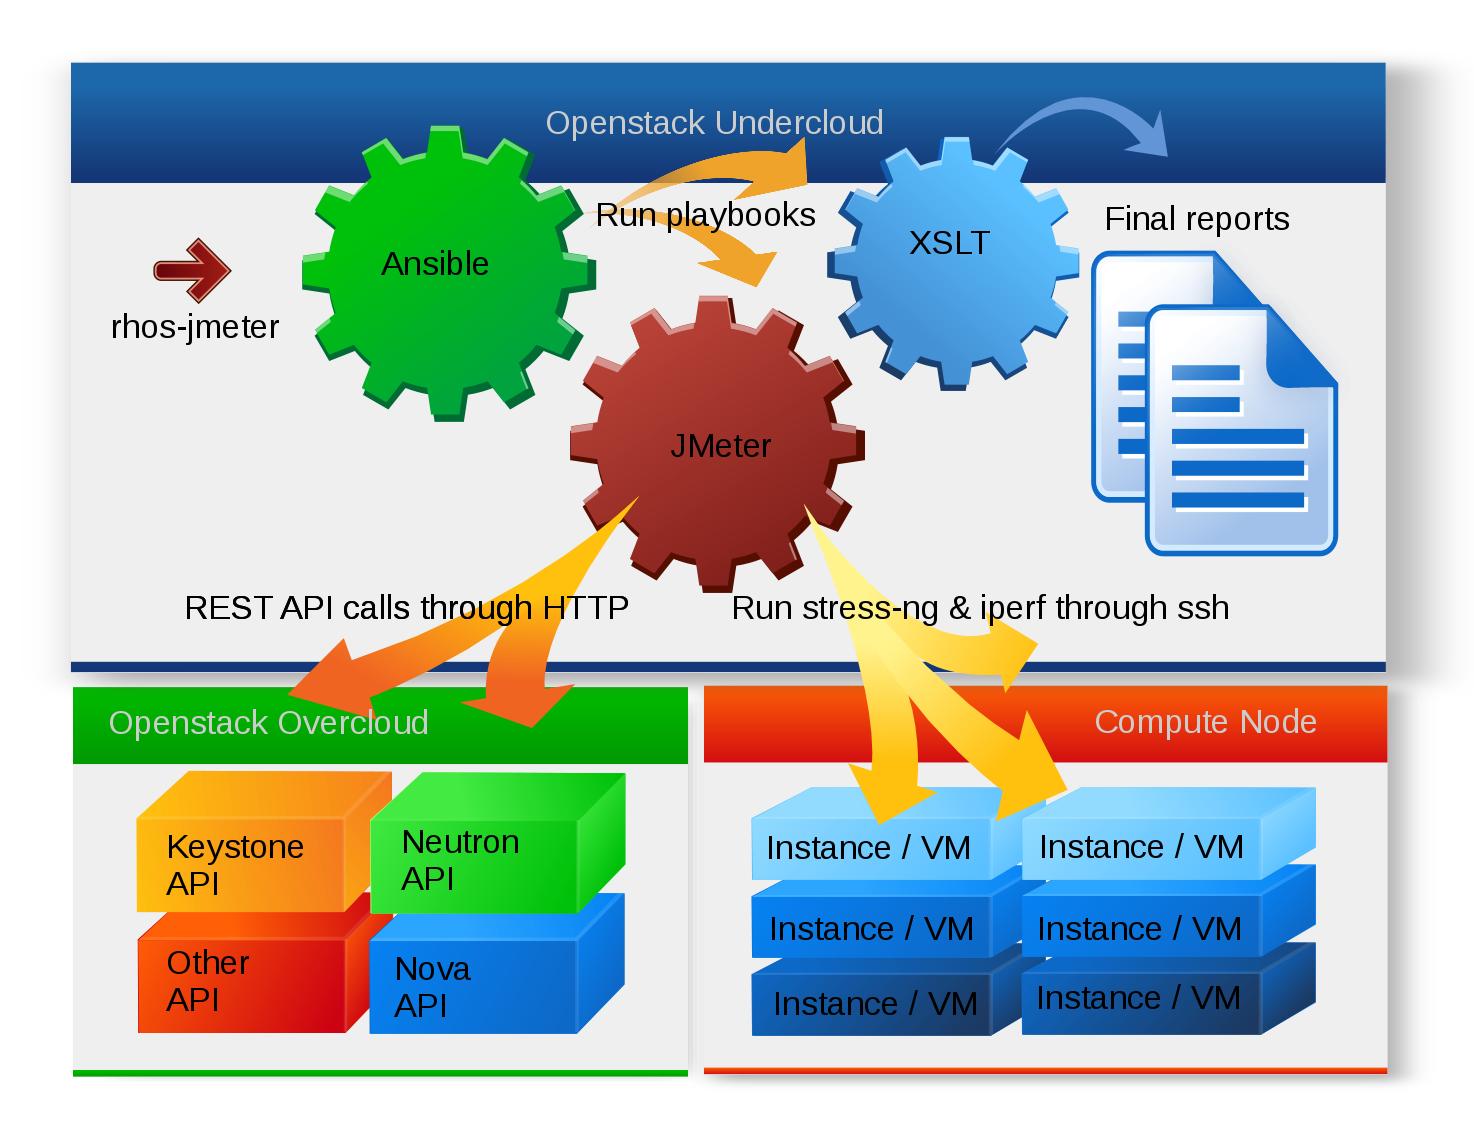 Openstack Undercloud
Run playbooks
Ansible
XSLT
Final reports
rhos-jmeter
JMeter
REST API calls through HTTP
Run stress-ng & iperf through ssh
Openstack Overcloud
Keystone
API
Neutron
API
Other
API
Nova
API
Compute Node
Instance / VM
Instance / VM
Instance / VM
Instance / VM
Instance / VM
Instance / VM